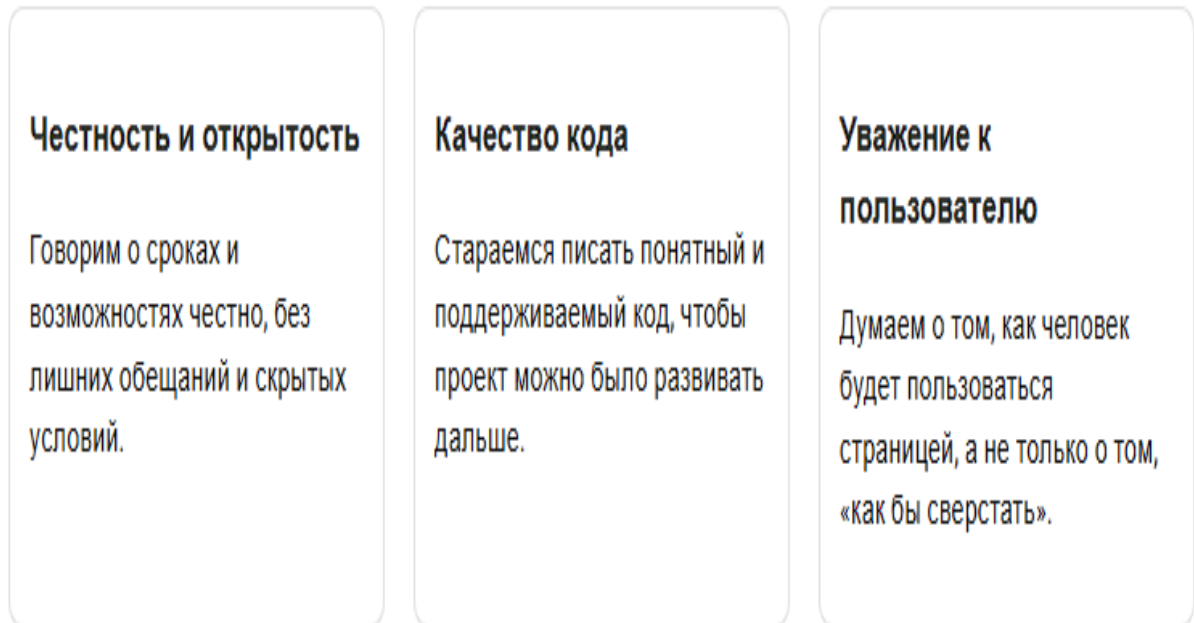 Честность и открытость
Говорим о сроках и
возможностях честно, без
лишних обещаний и скрытых
условий.
Качество кода
Стараемся писать понятный и
поддерживаемый код, чтобы
проект можно было развивать
дальше.
Уважение к
пользователю
Думаем о том, как человек
будет пользоваться
страницей, а не только о том,
«как бы сверстать».